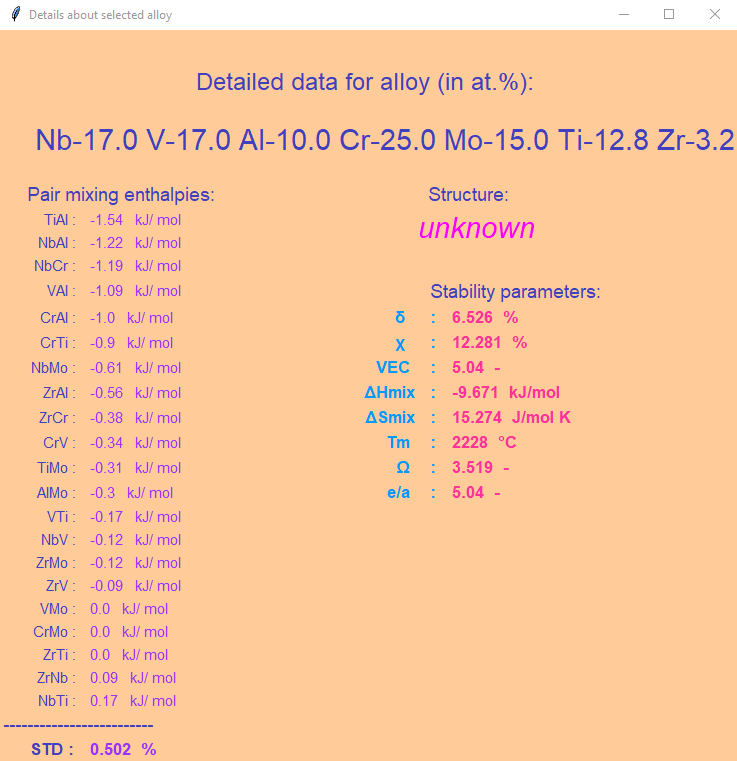 Details about selected alloy
Detailed data for alloy (in at.%):
Nb-17.0 V-17.0 Al-10.0 Cr-25.0 Mo-15.0 Ti-12.8 Zr-3.2
Pair mixing enthalpies:
TiAl : -1.54 kJ/ mol
NbAl : -1.22 kJ/ mol
NbCr : -1.19 kJ/ mol
VAl : -1.09 kJ/ mol
CrAl : -1.0 kJ/ mol
CrTi : -0.9 kJ/ mol
NbMo : -0.61 kJ/ mol
ZrAl : -0.56 kJ/ mol
ZrCr : -0.38 kJ/ mol
CrV : -0.34 kJ/ mol
TiMo : -0.31 kJ/ mol
AlMo : -0.3 kJ/ mol
VTi : -0.17 kJ/ mol
NbV : -0.12 kJ/ mol
ZrMo : -0.12 kJ/ mol
ZrV : -0.09 kJ/ mol
VMo : 0.0 kJ/ mol
CrMo : 0.0 kJ/ mol
ZrTi : 0.0 kJ/ mol
ZrNb : 0.09 kJ/ mol
NbTi : 0.17 kJ/ mol
-------------------------
STD : 0.502 %
Structure:
unknown
Stability parameters:
δ : 6.526 %
χ : 12.281 %
VEC : 5.04 -
ΔHmix : -9.671 kJ/mol
ΔSmix : 15.274 J/mol K
Tm : 2228 °C
Ω : 3.519 -
e/a : 5.04 -